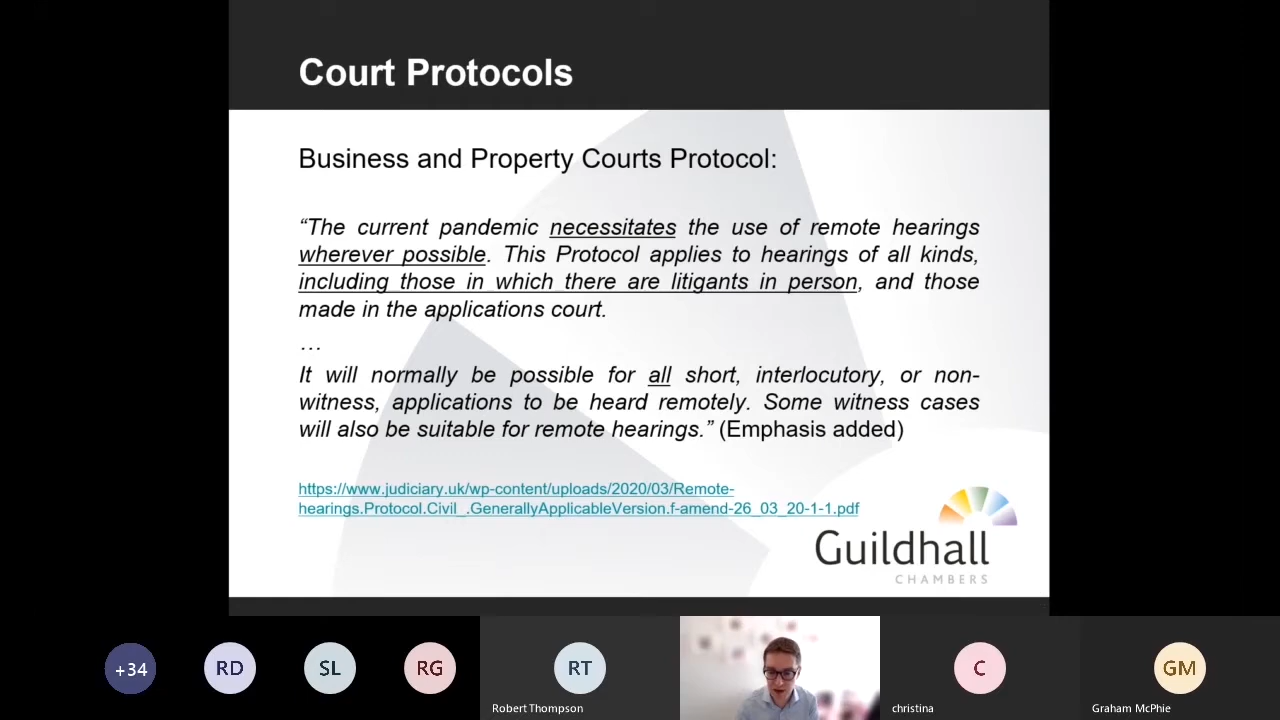 Court Protocols
Business and Property Courts Protocol:
“The current pandemic necessitates the use of remote hearings
wherever possible. This Protocol applies to hearings of all kinds,
including those in which there are litigants in person, and those
made in the applications court.
…
It will normally be possible for all short, interlocutory, or non-
witness, applications to be heard remotely. Some witness cases
will also be suitable for remote hearings.” (Emphasis added)
https://www.judiciary.uk/wp-content/uploads/2020/03/Remote-
hearings.Protocol.Civil_.GenerallyApplicableVersion.f-amend-26_03_20-1-1.pdf
Guildhall
CHAMBERS
+34
RD
SL
RG
RT
Robert Thompson
C
christina
GM
Graham McPhie